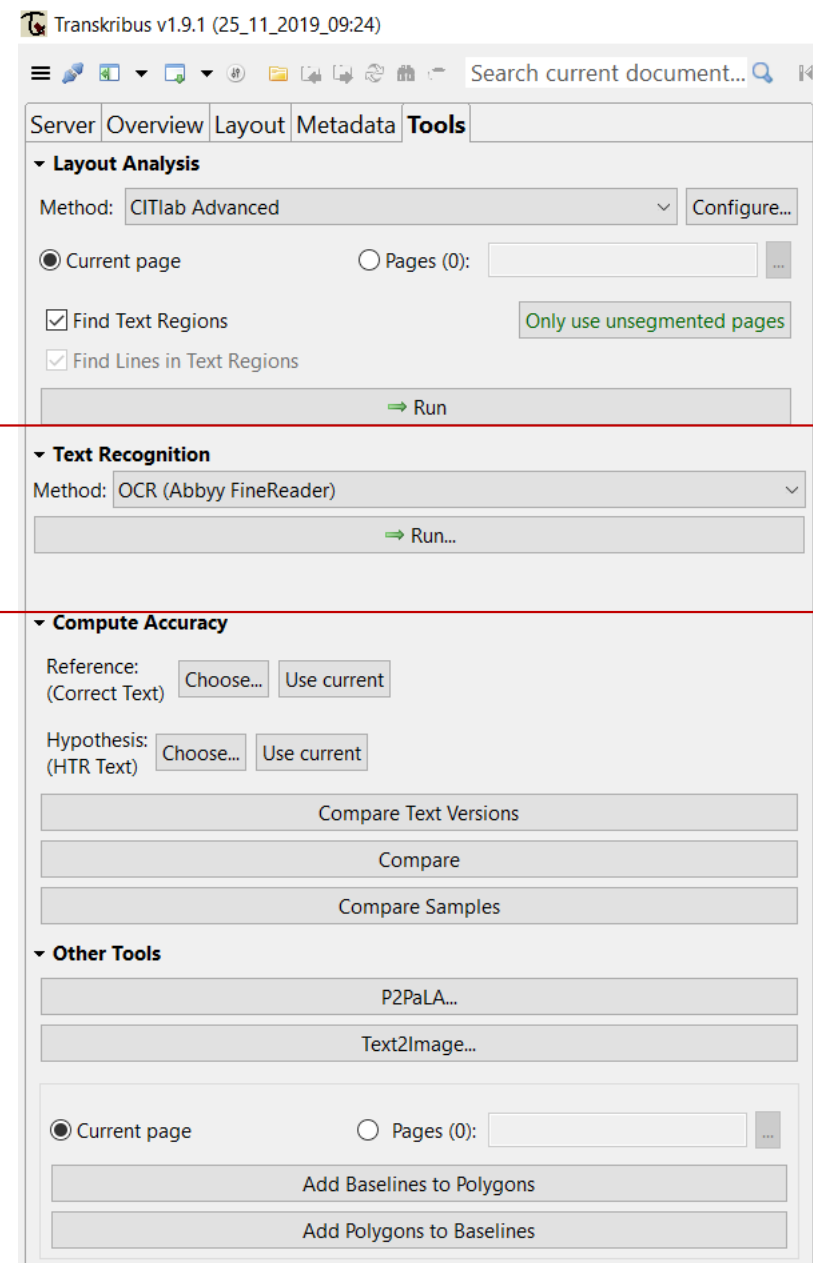 Transkribus v1.9.1 (25_11_2019_09:24)
Search current document...
Server Overview Layout Metadata Tools
Layout Analysis
Method: CITlab Advanced Configure...
Current page Pages (0): ...
Find Text Regions Only use unsegmented pages
Find Lines in Text Regions
⇒ Run
Text Recognition
Method: OCR (Abbyy FineReader)
⇒ Run...
Compute Accuracy
Reference:
(Correct Text) Choose... Use current
Hypothesis:
(HTR Text) Choose... Use current
Compare Text Versions
Compare
Compare Samples
Other Tools
P2PaLA...
Text2Image...
Current page Pages (0): ...
Add Baselines to Polygons
Add Polygons to Baselines